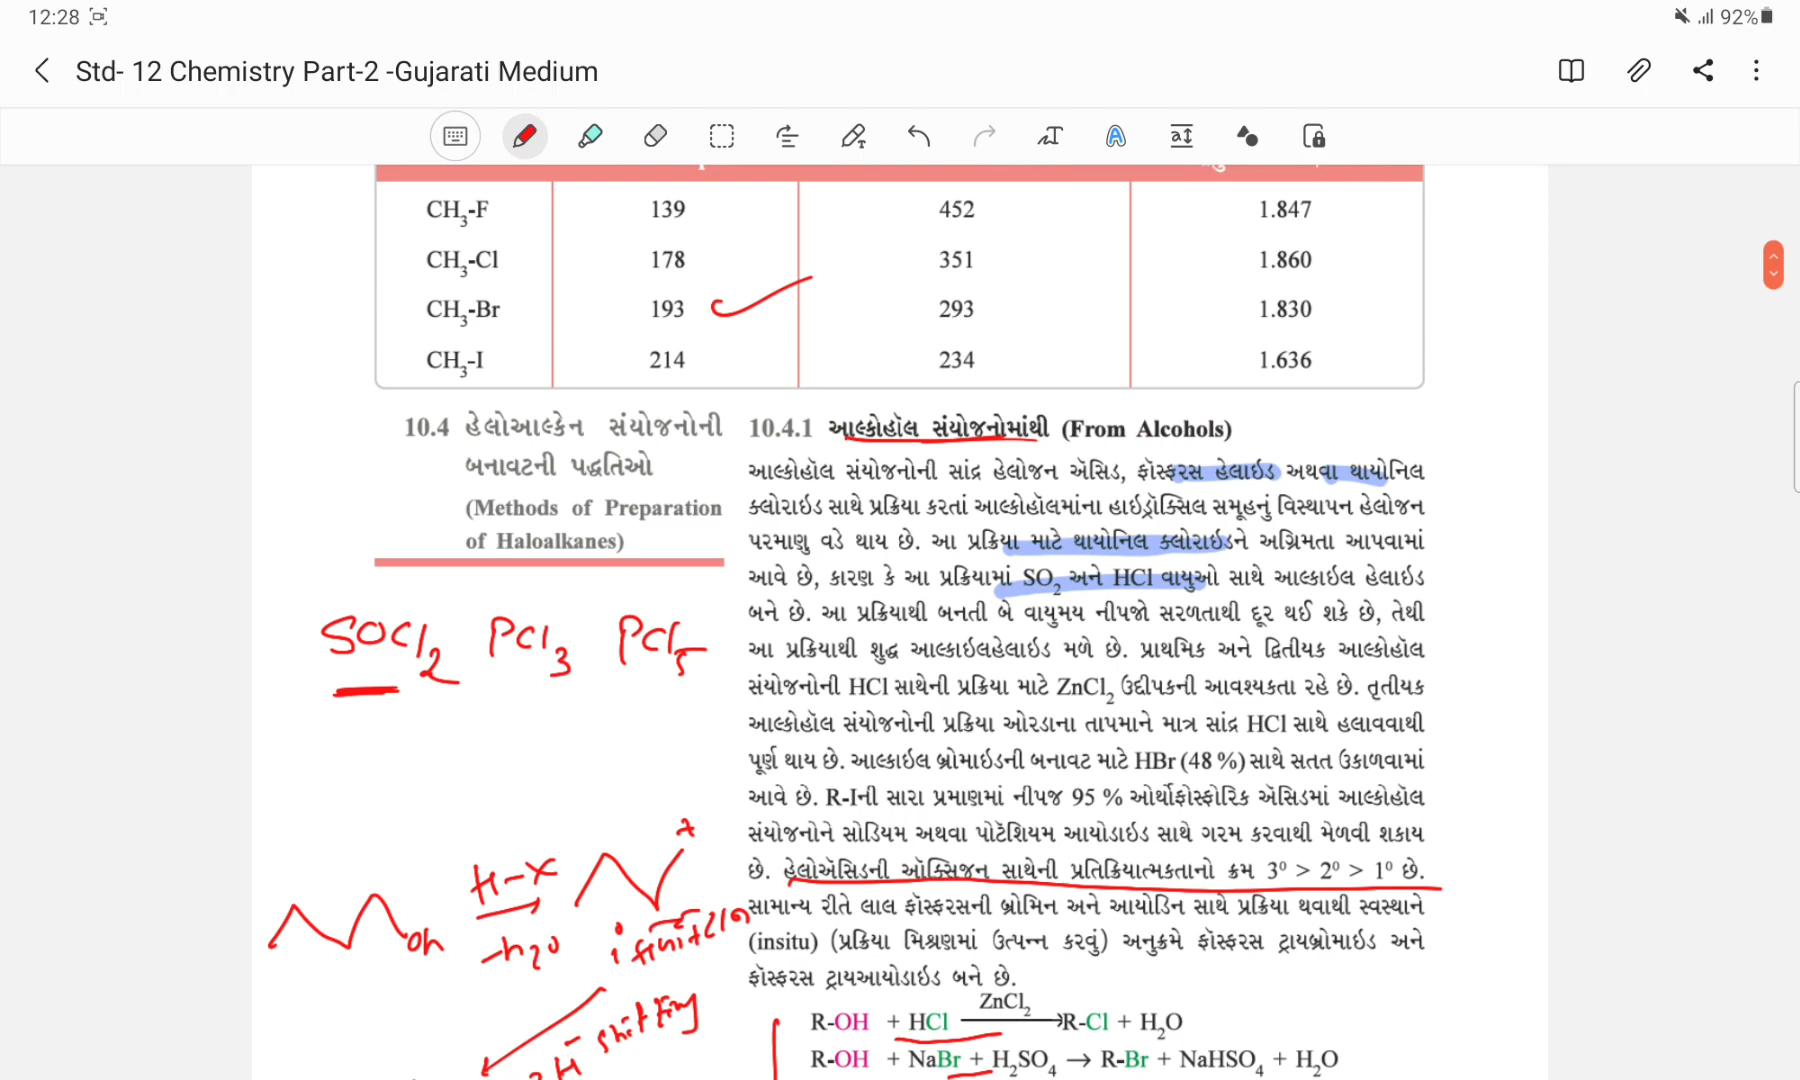 12:28
92%
Std- 12 Chemistry Part-2 -Gujarati Medium
CH₃-F 139 452 1.847
CH₃-Cl 178 351 1.860
CH₃-Br 193 293 1.830
CH₃-I 214 234 1.636
10.4 હેલોઆલ્કેન સંયોજનોની
બનાવટની પદ્ધતિઓ
(Methods of Preparation
of Haloalkanes)
SOCl₂ PCl₃ PCl₅
H-X
x
oh
-h₂o
shifting
10.4.1 આલ્કોહૉલ સંયોજનોમાંથી (From Alcohols)
આલ્કોહૉલ સંયોજનોની સાંદ્ર હેલોજન ઍસિડ, ફૉસ્ફરસ હેલાઇડ અથવા થાયોનિલ
ક્લોરાઇડ સાથે પ્રક્રિયા કરતાં આલ્કોહૉલમાંના હાઇડ્રૉક્સિલ સમૂહનું વિસ્થાપન હેલોજન
પરમાણુ વડે થાય છે. આ પ્રક્રિયા માટે થાયોનિલ ક્લોરાઇડને અગ્રિમતા આપવામાં
આવે છે, કારણ કે આ પ્રક્રિયામાં SO₂ અને HCl વાયુઓ સાથે આલ્કાઇલ હેલાઇડ
બને છે. આ પ્રક્રિયાથી બનતી બે વાયુમય નીપજો સરળતાથી દૂર થઈ શકે છે, તેથી
આ પ્રક્રિયાથી શુદ્ધ આલ્કાઇલહેલાઇડ મળે છે. પ્રાથમિક અને દ્વિતીયક આલ્કોહૉલ
સંયોજનોની HCl સાથેની પ્રક્રિયા માટે ZnCl₂ ઉદ્દીપકની આવશ્યકતા રહે છે. તૃતીયક
આલ્કોહૉલ સંયોજનોની પ્રક્રિયા ઓરડાના તાપમાને માત્ર સાંદ્ર HCl સાથે હલાવવાથી
પૂર્ણ થાય છે. આલ્કાઇલ બ્રોમાઇડની બનાવટ માટે HBr (48 %) સાથે સતત ઉકાળવામાં
આવે છે. R-Iની સારા પ્રમાણમાં નીપજ 95 % ઓર્થોફોસ્ફોરિક ઍસિડમાં આલ્કોહૉલ
સંયોજનોને સોડિયમ અથવા પોટૅશિયમ આયોડાઇડ સાથે ગરમ કરવાથી મેળવી શકાય
છે. હેલોઍસિડની ઑક્સિજન સાથેની પ્રતિક્રિયાત્મકતાનો ક્રમ 3⁰ > 2⁰ > 1⁰ છે.
સામાન્ય રીતે લાલ ફૉસ્ફરસની બ્રોમિન અને આયોડિન સાથે પ્રક્રિયા થવાથી સ્વસ્થાને
(insitu) (પ્રક્રિયા મિશ્રણમાં ઉત્પન્ન કરવું) અનુક્રમે ફૉસ્ફરસ ટ્રાયબ્રોમાઇડ અને
ફૉસ્ફરસ ટ્રાયઆયોડાઇડ બને છે.
R-OH + HCl ZnCl₂ → R-Cl + H₂O
R-OH + NaBr + H₂SO₄ → R-Br + NaHSO₄ + H₂O